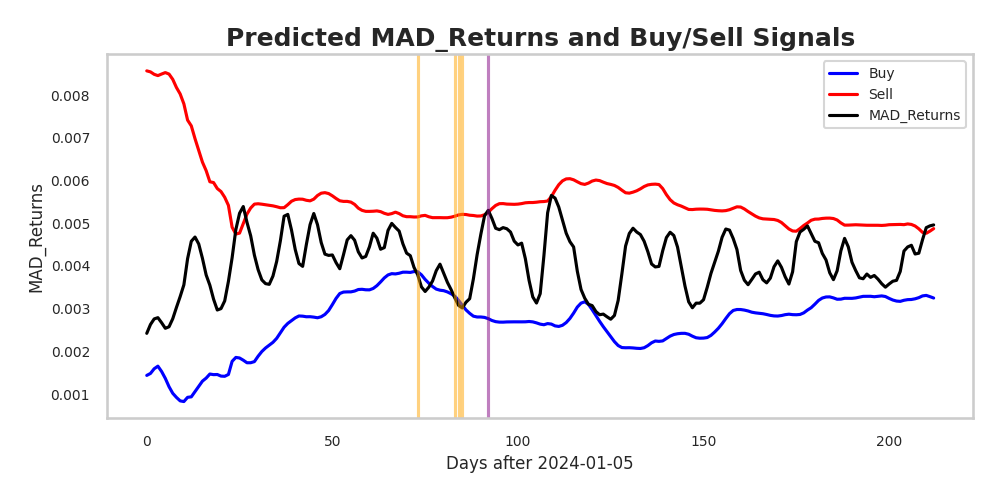 Predicted MAD_Returns and Buy/Sell Signals
Buy
Sell
MAD_Returns
MAD_Returns
0.008
0.007
0.006
0.005
0.004
0.003
0.002
0.001
0 50 100 150 200
Days after 2024-01-05